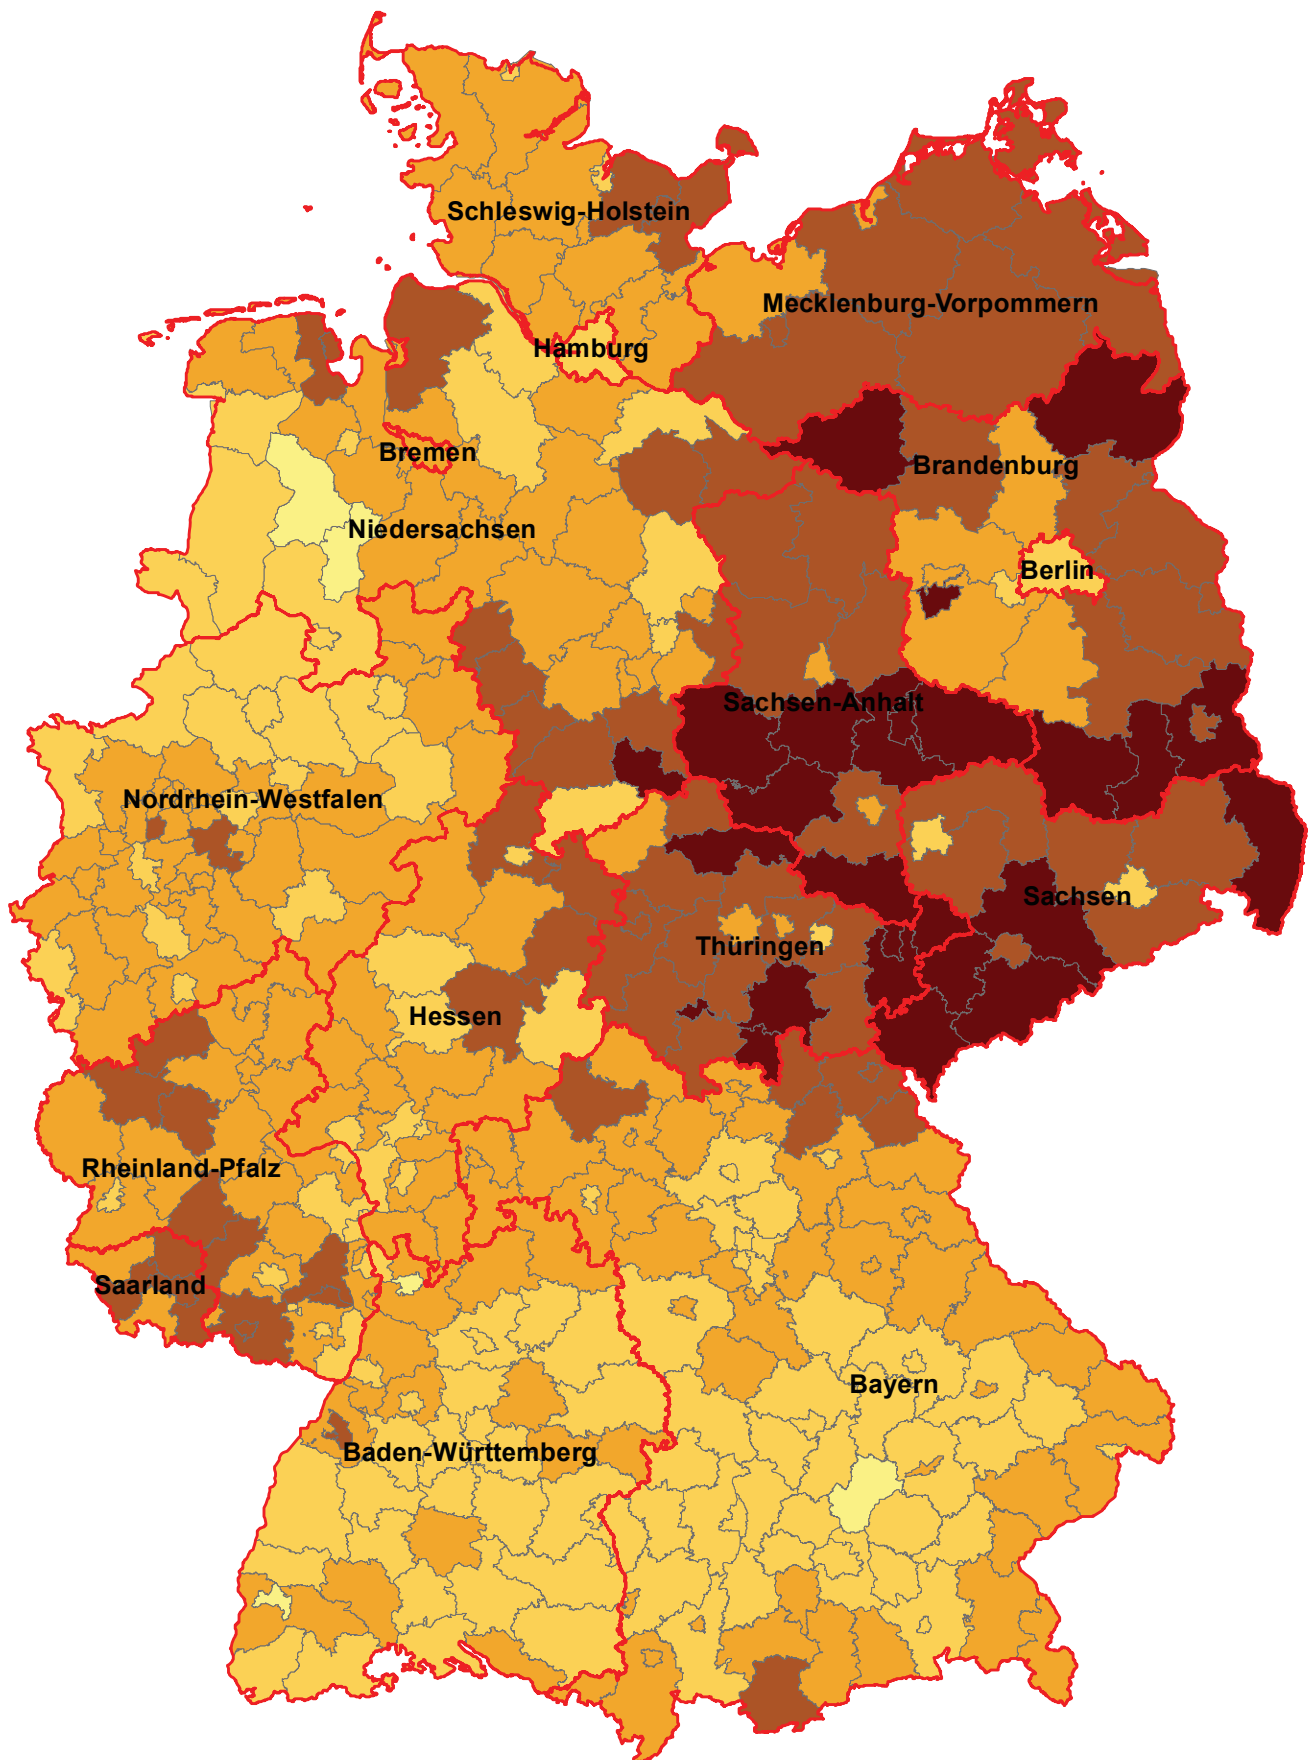 Schleswig-Holstein
Mecklenburg-Vorpommern
Hamburg
Bremen
Brandenburg
Niedersachsen
Berlin
Sachsen-Anhalt
Nordrhein-Westfalen
Sachsen
Thüringen
Hessen
Rheinland-Pfalz
Saarland
Bayern
Baden-Württemberg